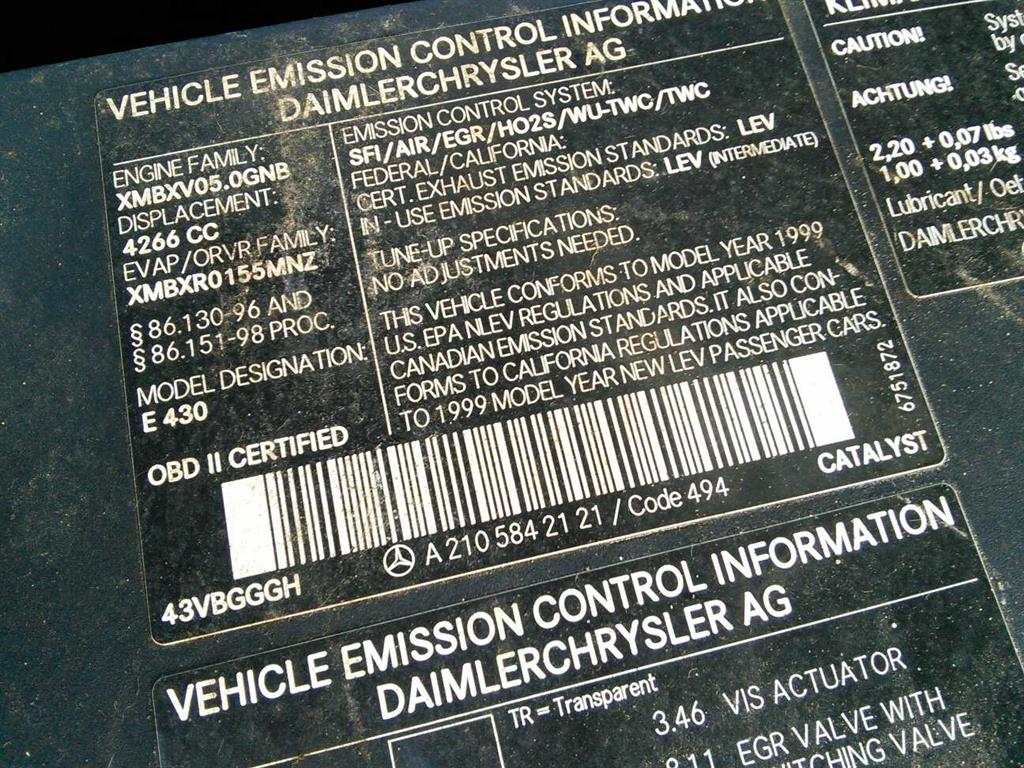 VEHICLE EMISSION CONTROL INFORMATION
DAIMLERCHRYSLER AG
ENGINE FAMILY:
XMBXV05.0GNB
DISPLACEMENT:
4266 CC
EVAP/ORVR FAMILY:
XMBXR0155MNZ
§ 86.130-96 AND
§ 86.151-98 PROC.
MODEL DESIGNATION:
E 430
OBD II CERTIFIED
EMISSION CONTROL SYSTEM:
SFI/AIR/EGR/HO2S/WU-TWC/TWC
FEDERAL/CALIFORNIA:
CERT. EXHAUST EMISSION STANDARDS: LEV
IN - USE EMISSION STANDARDS: LEV (INTERMEDIATE)
TUNE-UP SPECIFICATIONS:
NO ADJUSTMENTS NEEDED.
THIS VEHICLE CONFORMS TO MODEL YEAR 1999
U.S. EPA NLEV REGULATIONS AND APPLICABLE
CANADIAN EMISSION STANDARDS. IT ALSO CON-
FORMS TO CALIFORNIA REGULATIONS APPLICABLE
TO 1999 MODEL YEAR NEW LEV PASSENGER CARS.
6751872
CATALYST
A 210 584 21 21 / Code 494
43VBGGGH
CAUTION!
Syst
by
ACHTUNG!
2,20 + 0,07 lbs
1,00 + 0,03 kg
Lubricant/ Oel
DAIMLERCHR
VEHICLE EMISSION CONTROL INFORMATION
DAIMLERCHRYSLER AG
TR = Transparent
3.46 VIS ACTUATOR
EGR VALVE WITH
VALVE